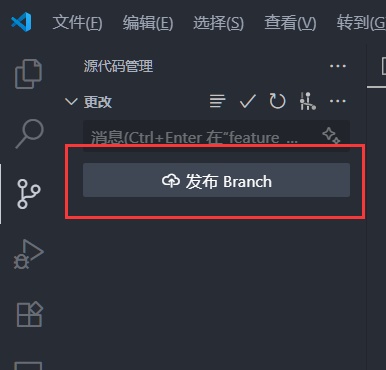 文件(F) 编辑(E) 选择(S) 查看(V) 转到(G
源代码管理
更改
消息(Ctrl+Enter 在"feature_...
发布 Branch